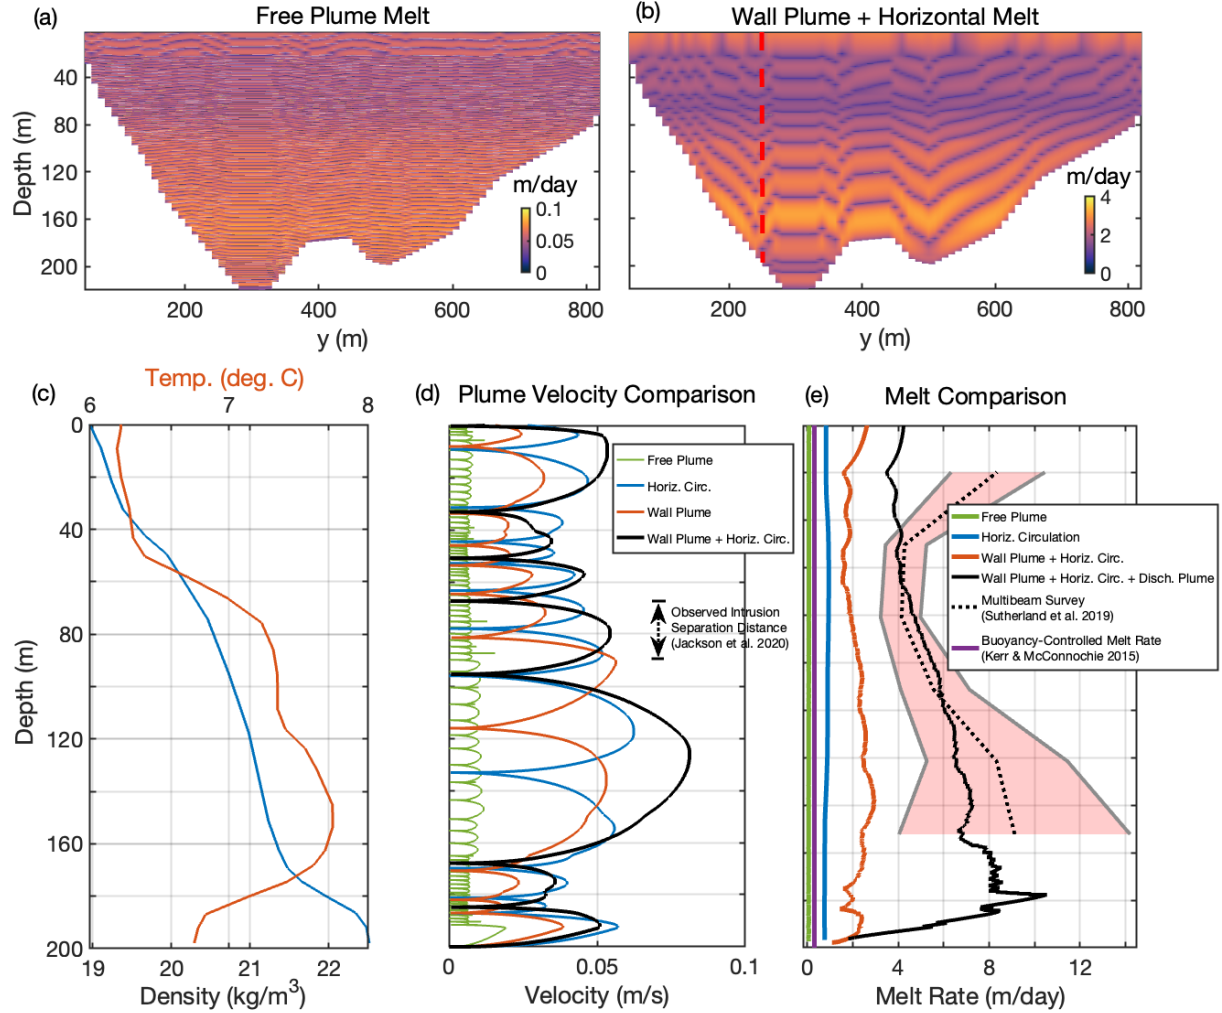 (a)
Free Plume Melt
Depth (m)
40
80
120
160
200
m/day
0.1
0.05
0
200
400
600
800
y (m)
(b)
Wall Plume + Horizontal Melt
m/day
4
2
0
200
400
600
800
y (m)
(c)
Temp. (deg. C)
6
7
8
Depth (m)
0
40
80
120
160
200
19
20
21
22
Density (kg/m³)
(d)
Plume Velocity Comparison
Free Plume
Horiz. Circ.
Wall Plume
Wall Plume + Horiz. Circ.
Observed Intrusion
Separation Distance
(Jackson et al. 2020)
0
0.05
0.1
Velocity (m/s)
(e)
Melt Comparison
Free Plume
Horiz. Circulation
Wall Plume + Horiz. Circ.
Wall Plume + Horiz. Circ. + Disch. Plume
Multibeam Survey
(Sutherland et al. 2019)
Buoyancy-Controlled Melt Rate
(Kerr & McConnochie 2015)
0
4
8
12
Melt Rate (m/day)